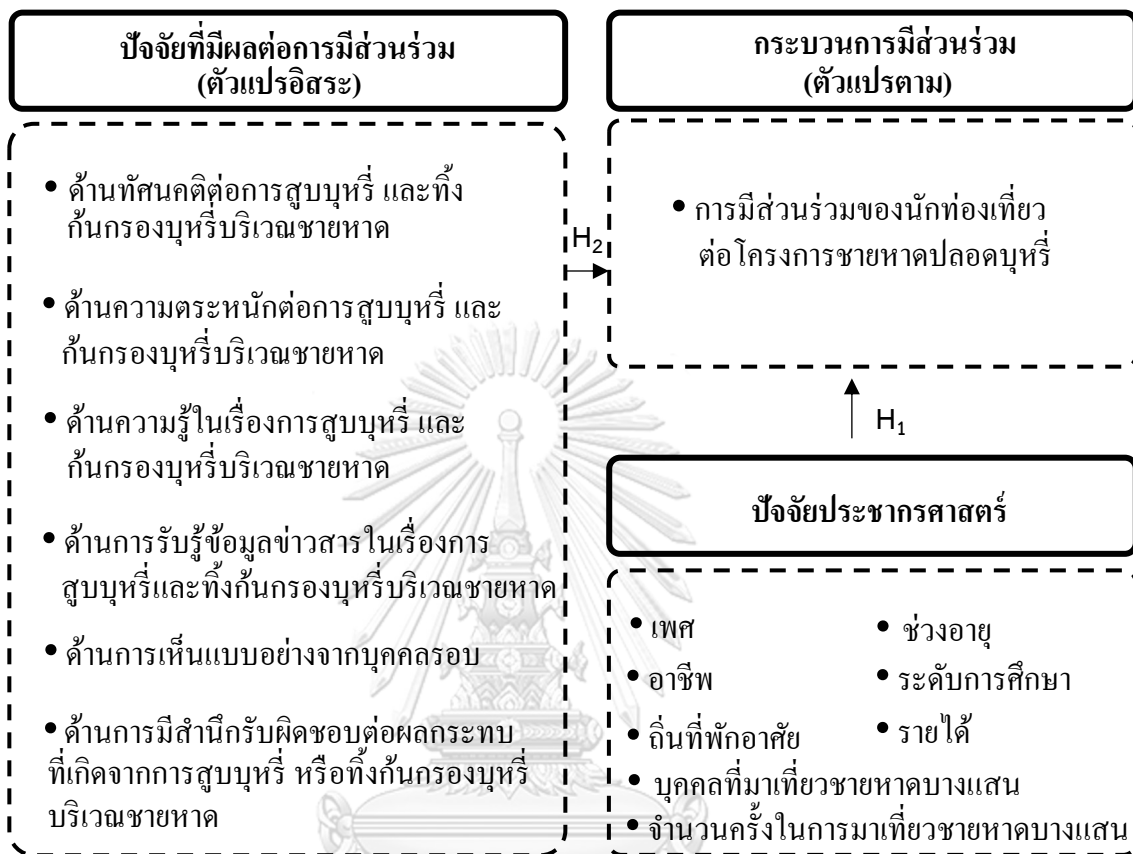 ปัจจัยที่มีผลต่อการมีส่วนร่วม
(ตัวแปรอิสระ)
• ด้านทัศนคติต่อการสูบบุหรี่ และทิ้ง
ก้นกรองบุหรี่บริเวณชายหาด
• ด้านความตระหนักต่อการสูบบุหรี่ และ
ก้นกรองบุหรี่บริเวณชายหาด
• ด้านความรู้ในเรื่องการสูบบุหรี่ และ
ก้นกรองบุหรี่บริเวณชายหาด
• ด้านการรับรู้ข้อมูลข่าวสารในเรื่องการ
สูบบุหรี่และทิ้งก้นกรองบุหรี่บริเวณชายหาด
• ด้านการเห็นแบบอย่างจากบุคคลรอบ
• ด้านการมีสำนึกรับผิดชอบต่อผลกระทบ
ที่เกิดจากการสูบบุหรี่ หรือทิ้งก้นกรองบุหรี่
บริเวณชายหาด
H₂
กระบวนการมีส่วนร่วม
(ตัวแปรตาม)
• การมีส่วนร่วมของนักท่องเที่ยว
ต่อโครงการชายหาดปลอดบุหรี่
H₁
ปัจจัยประชากรศาสตร์
• เพศ • ช่วงอายุ
• อาชีพ • ระดับการศึกษา
• ถิ่นที่พักอาศัย • รายได้
• บุคคลที่มาเที่ยวชายหาดบางแสน
• จำนวนครั้งในการมาเที่ยวชายหาดบางแสน